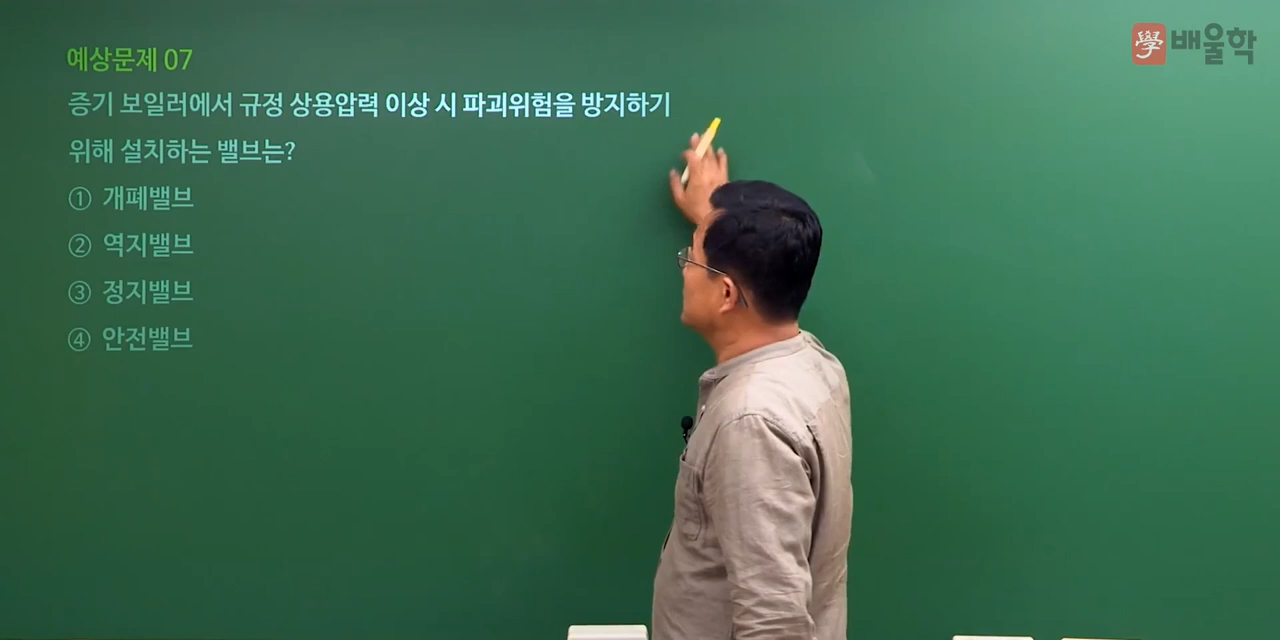 예상문제 07
學 배울학
증기 보일러에서 규정 상용압력 이상 시 파괴위험을 방지하기
위해 설치하는 밸브는?
① 개폐밸브
② 역지밸브
③ 정지밸브
④ 안전밸브